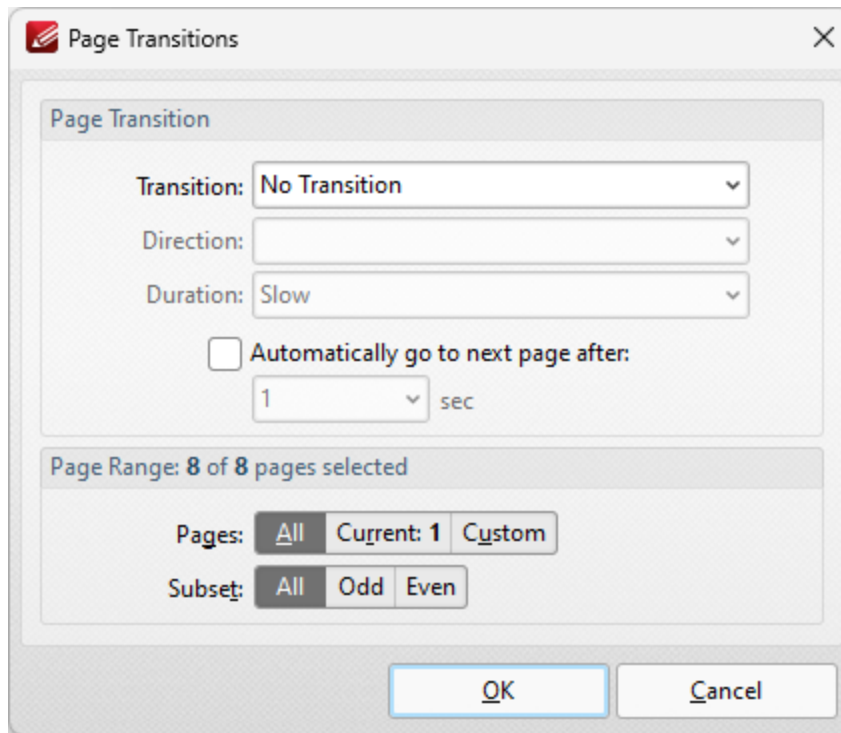 Page Transitions
Page Transition
Transition: No Transition
Direction:
Duration: Slow
Automatically go to next page after:
1 sec
Page Range: 8 of 8 pages selected
Pages: All Current: 1 Custom
Subset: All Odd Even
OK Cancel